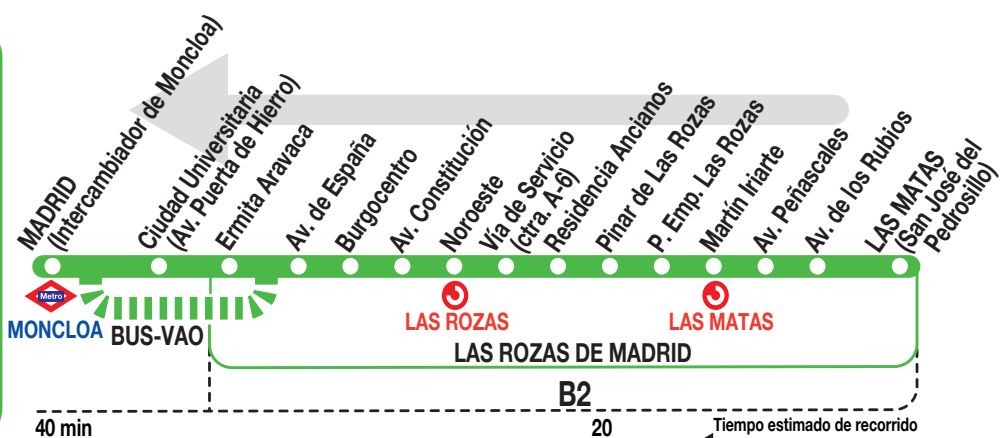 MADRID
(Intercambiador de Moncloa)
Ciudad Universitaria
(Av. Puerta de Hierro)
Ermita Aravaca
Av. de España
Burgocentro
Av. Constitución
Noroeste
Vía de Servicio
(ctra. A-6)
Residencia Ancianos
Pinar de Las Rozas
P. Emp. Las Rozas
Martín Iriarte
Av. Peñascales
Av. de los Rubios
LAS MATAS
(San José del
Pedrosillo)
Metro
MONCLOA
BUS-VAO
LAS ROZAS
LAS MATAS
LAS ROZAS DE MADRID
B2
40 min
20
Tiempo estimado de recorrido